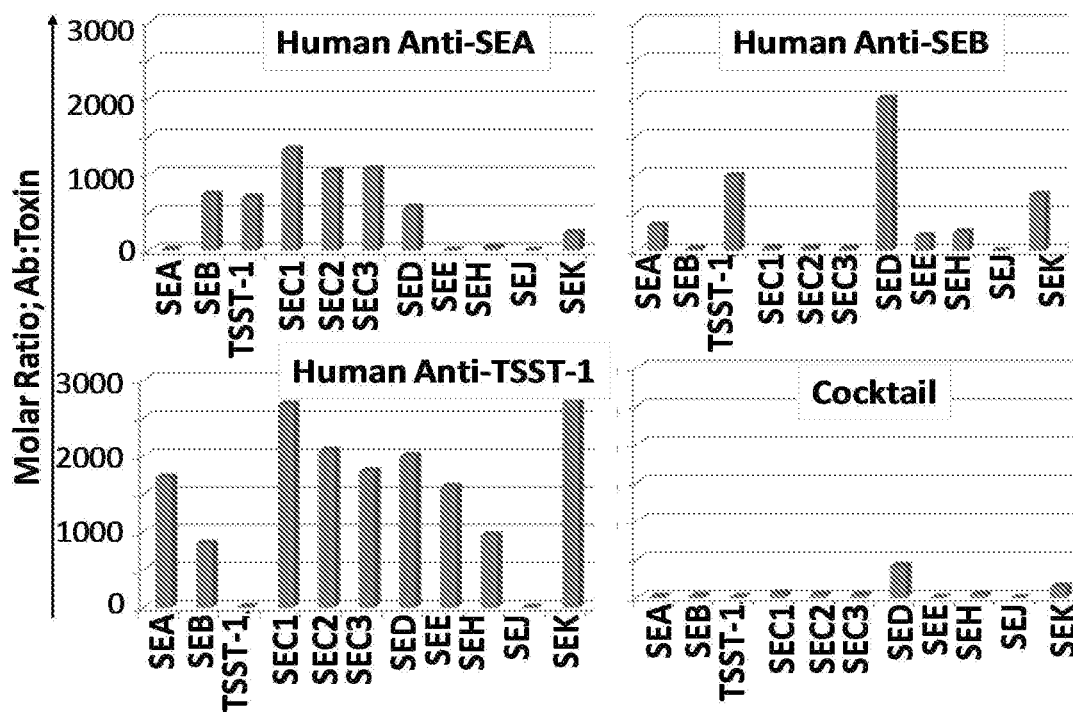 Molar Ratio; Ab:Toxin
Human Anti-SEA
3000
2000
1000
0
SEA
SEB
TSST-1
SEC1
SEC2
SEC3
SED
SEE
SEH
SEJ
SEK
Human Anti-SEB
SEA
SEB
TSST-1
SEC1
SEC2
SEC3
SED
SEE
SEH
SEJ
SEK
Human Anti-TSST-1
3000
2000
1000
0
SEA
SEB
TSST-1
SEC1
SEC2
SEC3
SED
SEE
SEH
SEJ
SEK
Cocktail
SEA
SEB
TSST-1
SEC1
SEC2
SEC3
SED
SEE
SEH
SEJ
SEK